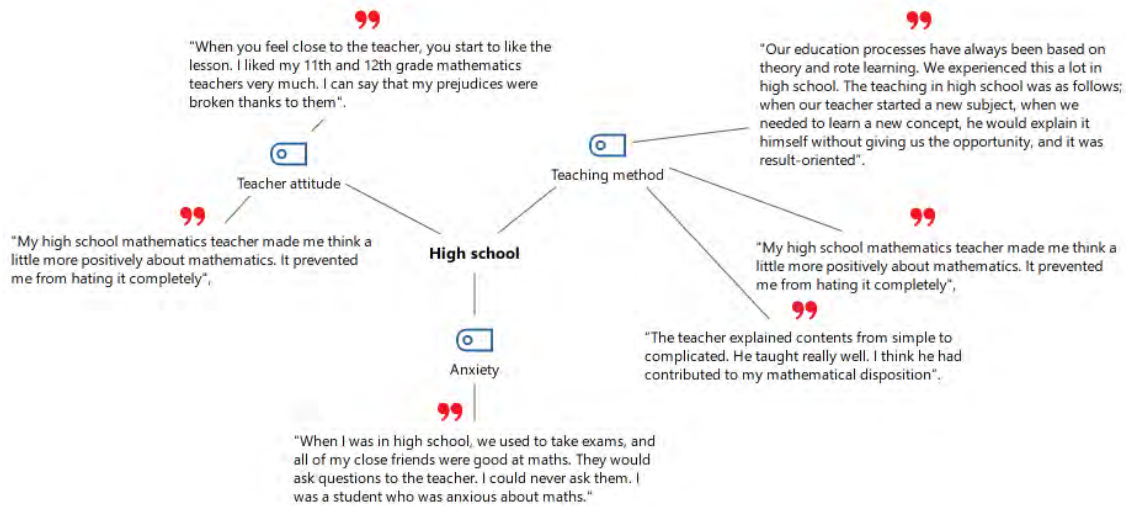 "When you feel close to the teacher, you start to like the
lesson. I liked my 11th and 12th grade mathematics
teachers very much. I can say that my prejudices were
broken thanks to them".
"Our education processes have always been based on
theory and rote learning. We experienced this a lot in
high school. The teaching in high school was as follows;
when our teacher started a new subject, when we
needed to learn a new concept, he would explain it
himself without giving us the opportunity, and it was
result-oriented".
Teacher attitude
Teaching method
"My high school mathematics teacher made me think a
little more positively about mathematics. It prevented
me from hating it completely",
High school
"My high school mathematics teacher made me think a
little more positively about mathematics. It prevented
me from hating it completely",
"The teacher explained contents from simple to
complicated. He taught really well. I think he had
contributed to my mathematical disposition".
Anxiety
"When I was in high school, we used to take exams, and
all of my close friends were good at maths. They would
ask questions to the teacher. I could never ask them. I
was a student who was anxious about maths."